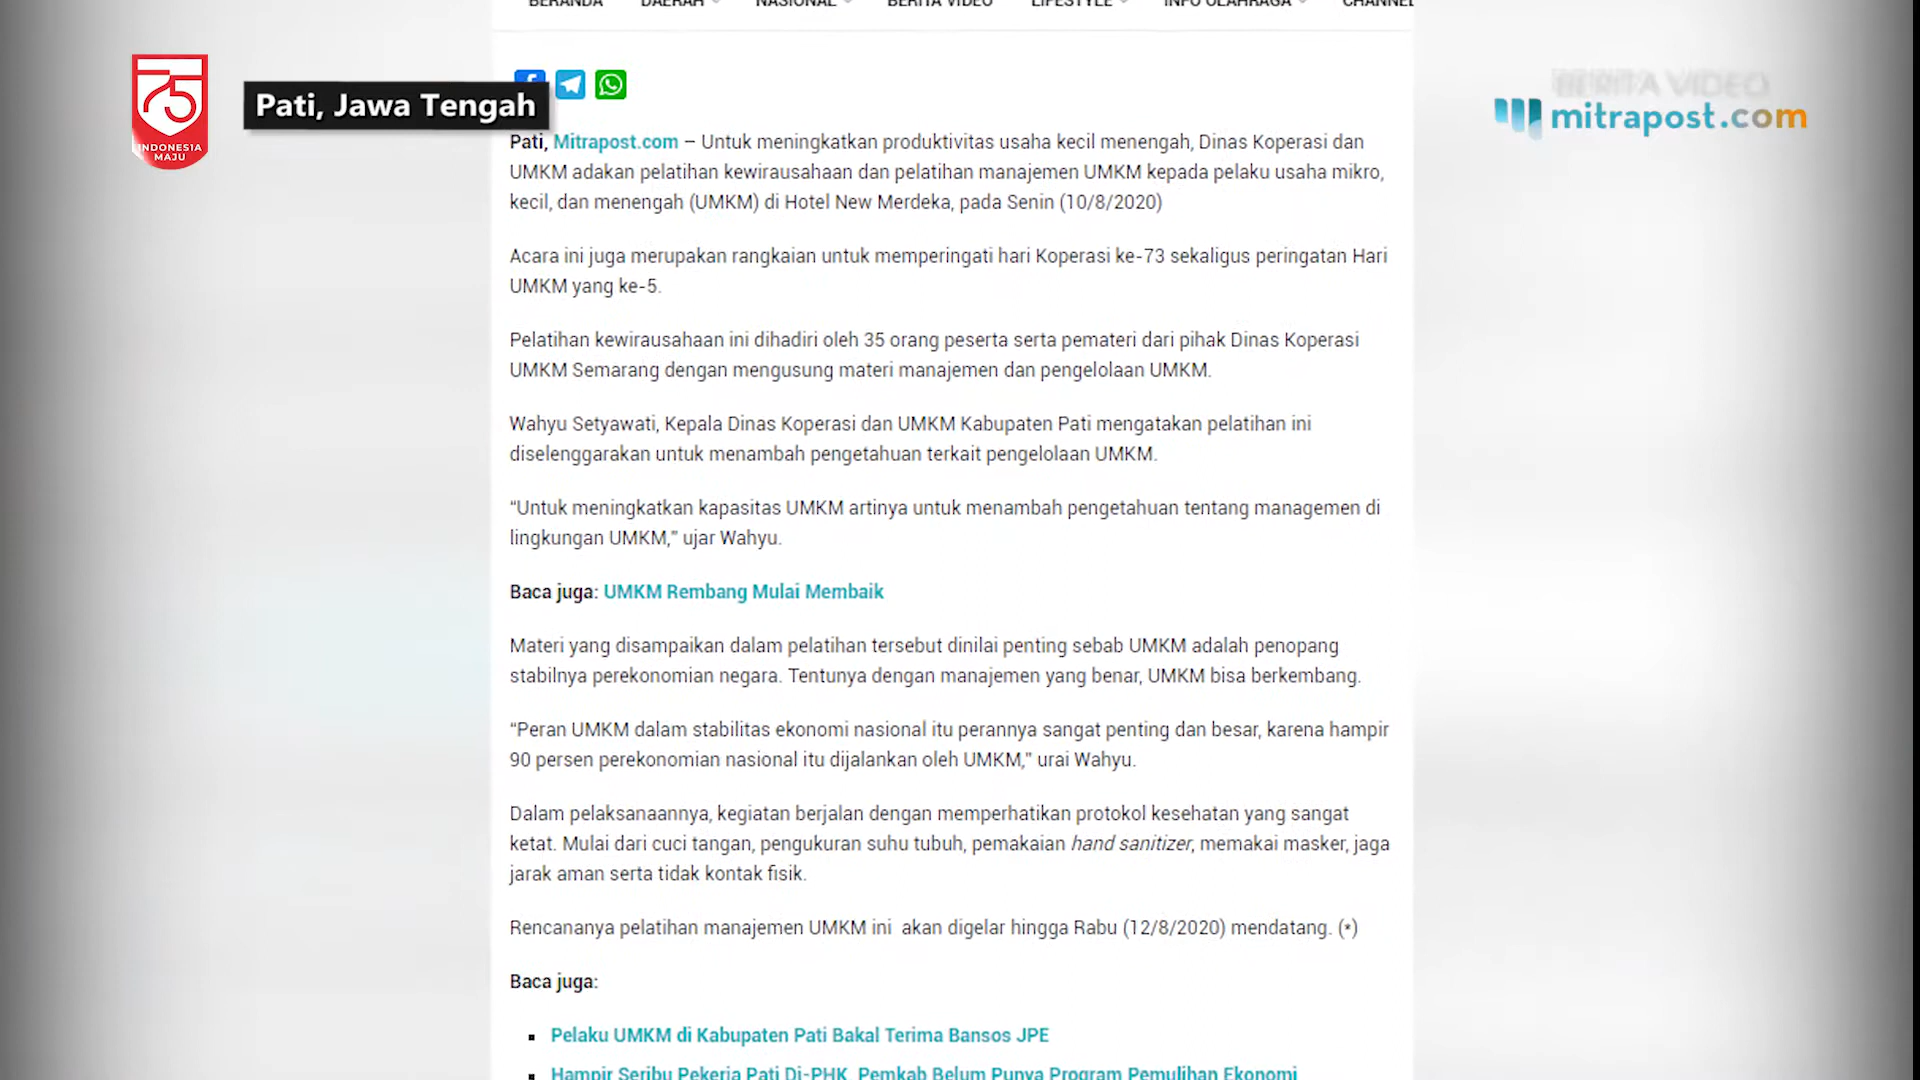 BERANDA DAERAH NASIONAL BERITA VIDEO LIFESTYLE INFO OLAHRAGA CHANNEL
75
INDONESIA
MAJU
Pati, Jawa Tengah
BERITA VIDEO
mitrapost.com
Pati, Mitrapost.com – Untuk meningkatkan produktivitas usaha kecil menengah, Dinas Koperasi dan
UMKM adakan pelatihan kewirausahaan dan pelatihan manajemen UMKM kepada pelaku usaha mikro,
kecil, dan menengah (UMKM) di Hotel New Merdeka, pada Senin (10/8/2020)
Acara ini juga merupakan rangkaian untuk memperingati hari Koperasi ke-73 sekaligus peringatan Hari
UMKM yang ke-5.
Pelatihan kewirausahaan ini dihadiri oleh 35 orang peserta serta pemateri dari pihak Dinas Koperasi
UMKM Semarang dengan mengusung materi manajemen dan pengelolaan UMKM.
Wahyu Setyawati, Kepala Dinas Koperasi dan UMKM Kabupaten Pati mengatakan pelatihan ini
diselenggarakan untuk menambah pengetahuan terkait pengelolaan UMKM.
“Untuk meningkatkan kapasitas UMKM artinya untuk menambah pengetahuan tentang managemen di
lingkungan UMKM,” ujar Wahyu.
Baca juga: UMKM Rembang Mulai Membaik
Materi yang disampaikan dalam pelatihan tersebut dinilai penting sebab UMKM adalah penopang
stabilnya perekonomian negara. Tentunya dengan manajemen yang benar, UMKM bisa berkembang.
“Peran UMKM dalam stabilitas ekonomi nasional itu perannya sangat penting dan besar, karena hampir
90 persen perekonomian nasional itu dijalankan oleh UMKM,” urai Wahyu.
Dalam pelaksanaannya, kegiatan berjalan dengan memperhatikan protokol kesehatan yang sangat
ketat. Mulai dari cuci tangan, pengukuran suhu tubuh, pemakaian hand sanitizer, memakai masker, jaga
jarak aman serta tidak kontak fisik.
Rencananya pelatihan manajemen UMKM ini akan digelar hingga Rabu (12/8/2020) mendatang. (*)
Baca juga:
Pelaku UMKM di Kabupaten Pati Bakal Terima Bansos JPE
Hampir Seribu Pekerja Pati Di-PHK, Pemkab Belum Punya Program Pemulihan Ekonomi